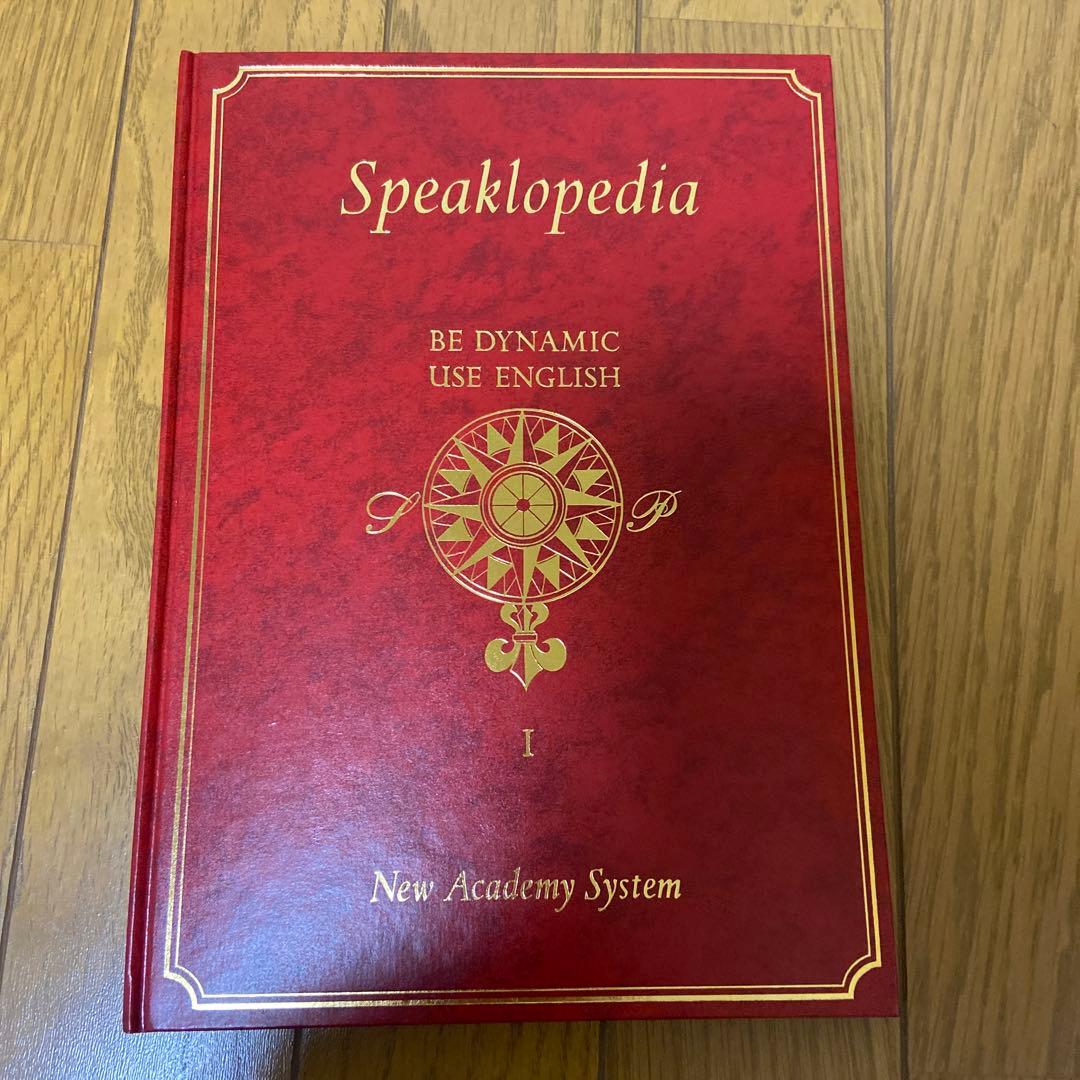 Speaklopedia
BE DYNAMIC
USE ENGLISH
S P
I
New Academy System